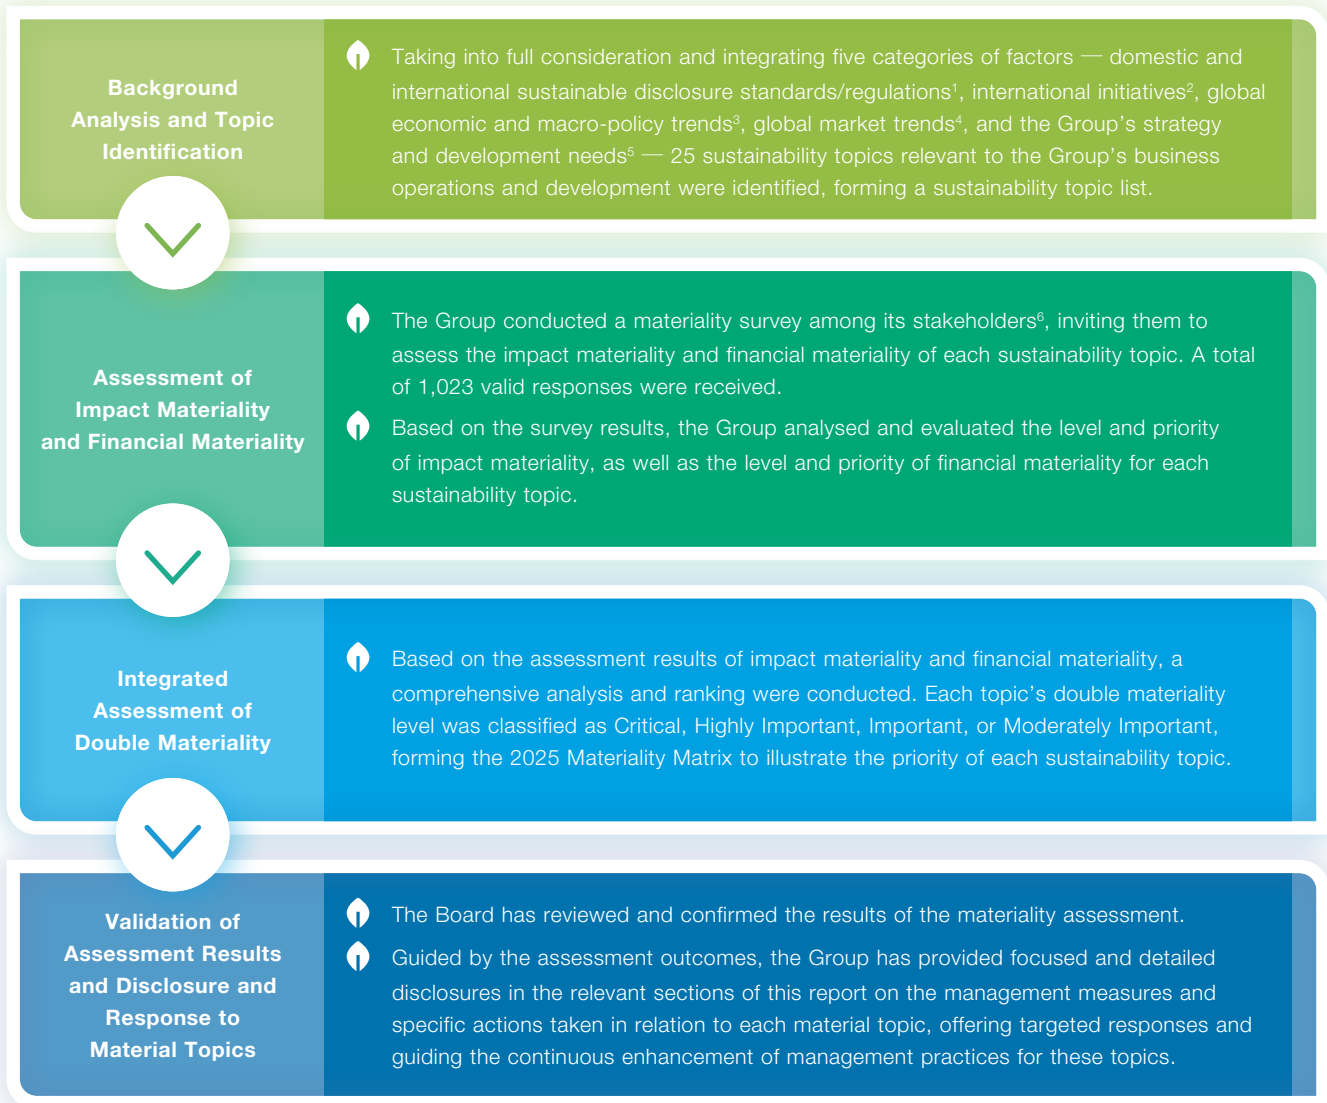 Background
Analysis and Topic
Identification
Taking into full consideration and integrating five categories of factors — domestic and
international sustainable disclosure standards/regulations¹, international initiatives², global
economic and macro-policy trends³, global market trends⁴, and the Group’s strategy
and development needs⁵ — 25 sustainability topics relevant to the Group’s business
operations and development were identified, forming a sustainability topic list.
Assessment of
Impact Materiality
and Financial Materiality
The Group conducted a materiality survey among its stakeholders⁶, inviting them to
assess the impact materiality and financial materiality of each sustainability topic. A total
of 1,023 valid responses were received.
Based on the survey results, the Group analysed and evaluated the level and priority
of impact materiality, as well as the level and priority of financial materiality for each
sustainability topic.
Integrated
Assessment of
Double Materiality
Based on the assessment results of impact materiality and financial materiality, a
comprehensive analysis and ranking were conducted. Each topic’s double materiality
level was classified as Critical, Highly Important, Important, or Moderately Important,
forming the 2025 Materiality Matrix to illustrate the priority of each sustainability topic.
Validation of
Assessment Results
and Disclosure and
Response to
Material Topics
The Board has reviewed and confirmed the results of the materiality assessment.
Guided by the assessment outcomes, the Group has provided focused and detailed
disclosures in the relevant sections of this report on the management measures and
specific actions taken in relation to each material topic, offering targeted responses and
guiding the continuous enhancement of management practices for these topics.